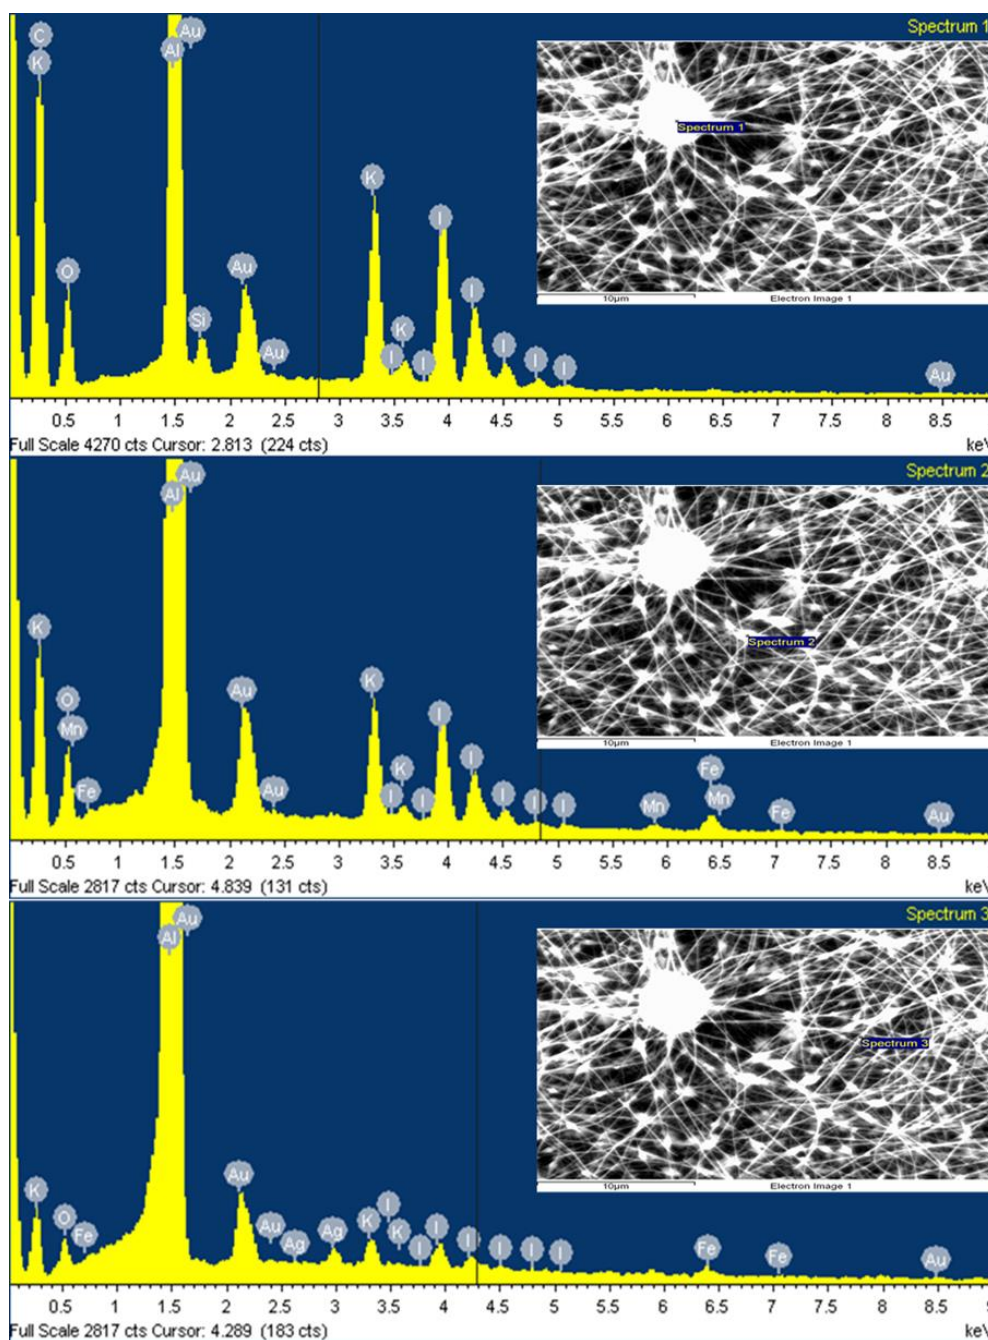 Spectrum 1
C
Au
K
Al
K
I
O
Au
I
Si
K
I
Au
I
I
I
I
Au
Spectrum 1
10µm
Electron Image 1
0.5 1 1.5 2 2.5 3 3.5 4 4.5 5 5.5 6 6.5 7 7.5 8 8.5
Full Scale 4270 cts Cursor: 2.813 (224 cts)
keV
Spectrum 2
Au
Al
K
O
Au
K
I
Mn
I
K
Fe
Au
I
I
I
I
I
Mn
Fe
Mn
Fe
Au
Spectrum 2
10µm
Electron Image 1
0.5 1 1.5 2 2.5 3 3.5 4 4.5 5 5.5 6 6.5 7 7.5 8 8.5
Full Scale 2817 cts Cursor: 4.839 (131 cts)
keV
Spectrum 3
Au
Al
K
Au
O
I
Fe
Au
Ag
Ag
K
K
I
I
I
I
I
I
Fe
Fe
Au
Spectrum 3
10µm
Electron Image 1
0.5 1 1.5 2 2.5 3 3.5 4 4.5 5 5.5 6 6.5 7 7.5 8 8.5
Full Scale 2817 cts Cursor: 4.289 (183 cts)
keV